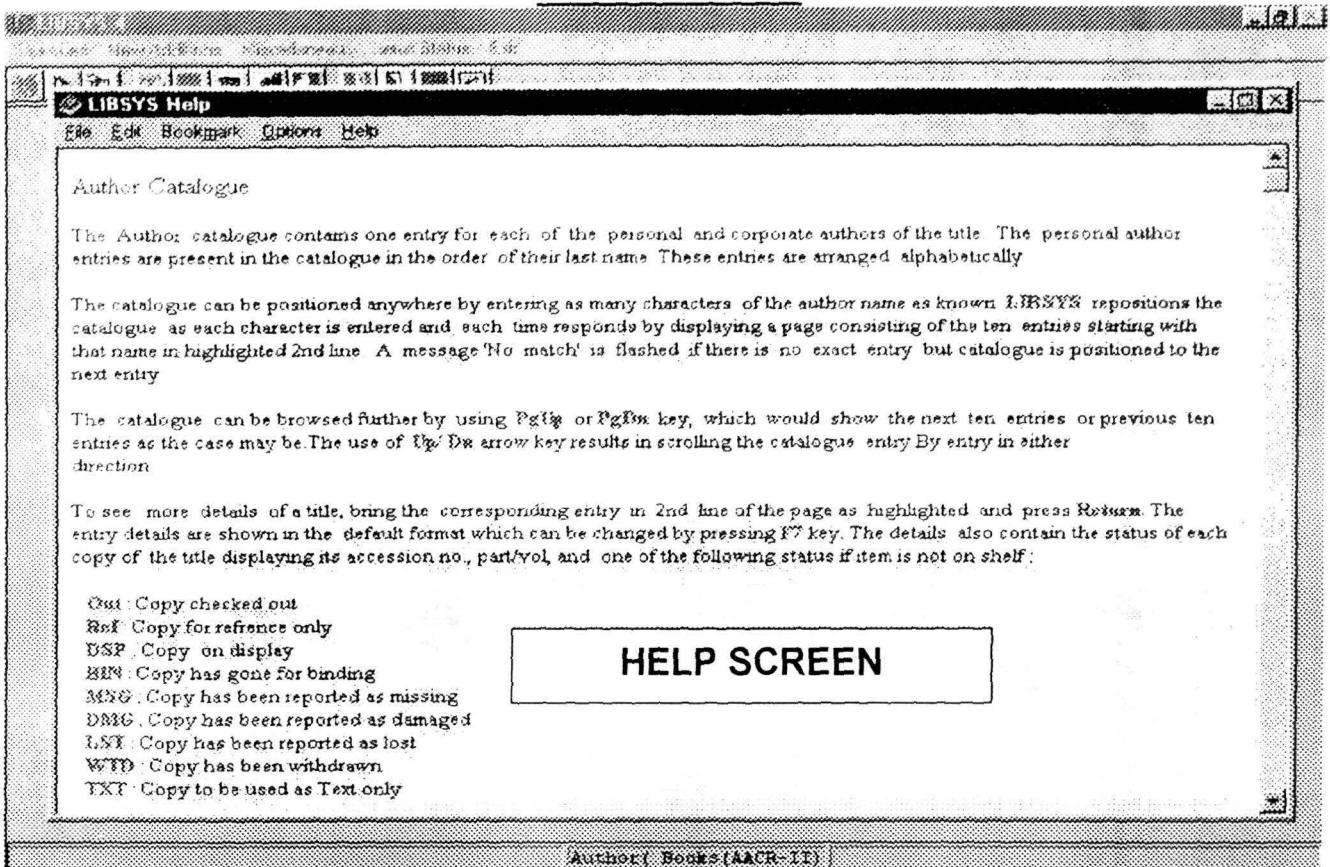 LIBSYS 4
LIBSYS Help
File Edit Bookmark Options Help
Author Catalogue
The Author catalogue contains one entry for each of the personal and corporate authors of the title. The personal author
entries are present in the catalogue in the order of their last name These entries are arranged alphabetically
The catalogue can be positioned anywhere by entering as many characters of the author name as known LIBSYS repositions the
catalogue as each character is entered and each time responds by displaying a page consisting of the ten entries starting with
that name in highlighted 2nd line A message 'No match' is flashed if there is no exact entry but catalogue is positioned to the
next entry
The catalogue can be browsed further by using PgUp or PgDn key, which would show the next ten entries or previous ten
entries as the case may be.The use of Up/ Dn arrow key results in scrolling the catalogue entry By entry in either
direction
To see more details of a title, bring the corresponding entry in 2nd line of the page as highlighted and press Return. The
entry details are shown in the default format which can be changed by pressing F7 key. The details also contain the status of each
copy of the title displaying its accession no., part/vol, and one of the following status if item is not on shelf :
Out : Copy checked out
Ref Copy for refrence only
DSP : Copy on display
BIN : Copy has gone for binding
MSG : Copy has been reported as missing
DMG : Copy has been reported as damaged
LST : Copy has been reported as lost
WTD : Copy has been withdrawn
TXT : Copy to be used as Text only
HELP SCREEN
Author( Books(AACR-II)